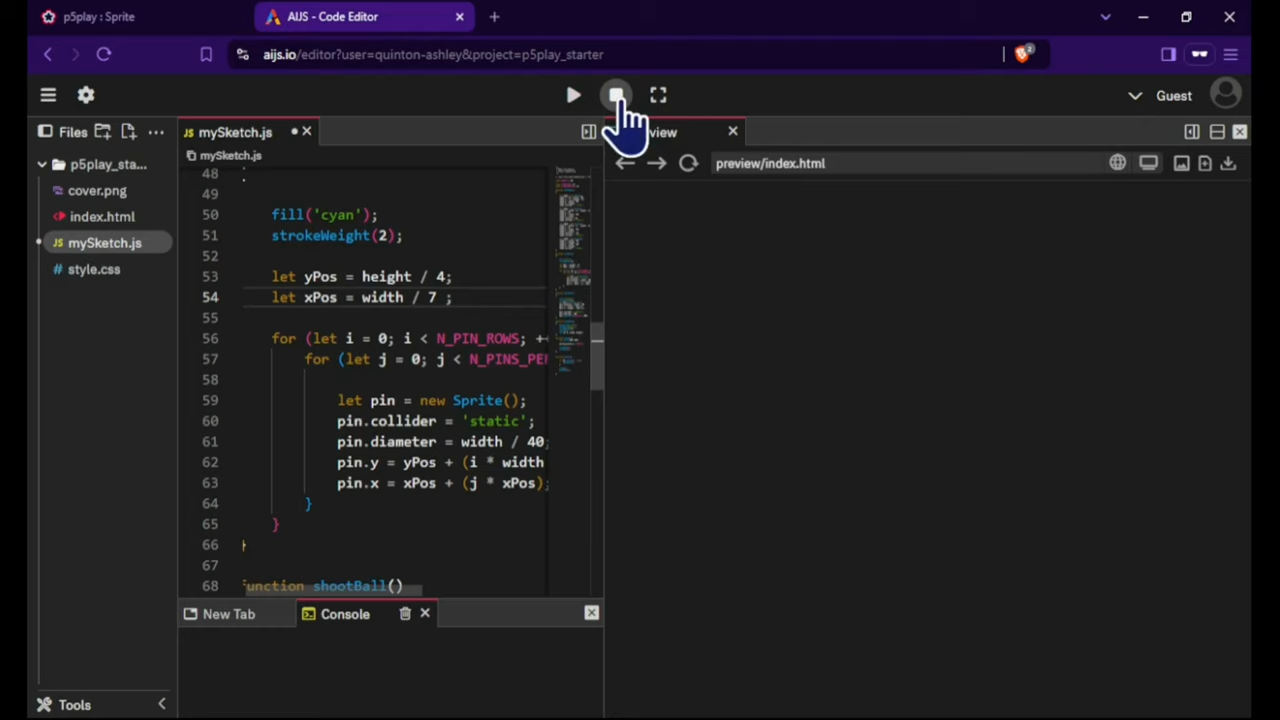 p5play : Sprite
AIJS - Code Editor
aijs.io/editor?user=quinton-ashley&project=p5play_starter
2
Guest
Files
mySketch.js
mySketch.js
p5play_sta...
cover.png
index.html
JS mySketch.js
style.css
preview/index.html
48
49
50 fill('cyan');
51 strokeWeight(2);
52
53 let yPos = height / 4;
54 let xPos = width / 7 ;
55
56 for (let i = 0; i < N_PIN_ROWS; ++
57 for (let j = 0; j < N_PINS_PE
58
59 let pin = new Sprite();
60 pin.collider = 'static';
61 pin.diameter = width / 40;
62 pin.y = yPos + (i * width
63 pin.x = xPos + (j * xPos);
64 }
65 }
66 }
67
68 function shootBall()
New Tab
Console
Tools